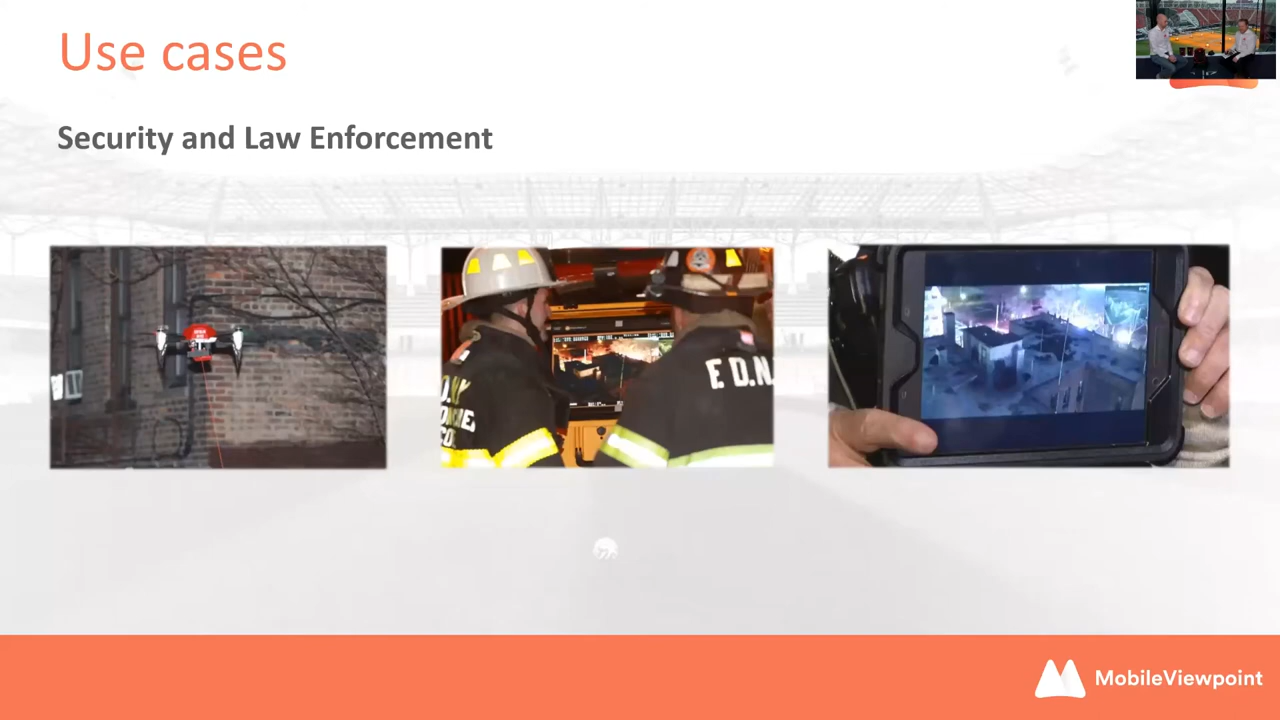 Use cases
Security and Law Enforcement
F.D.N.
MobileViewpoint